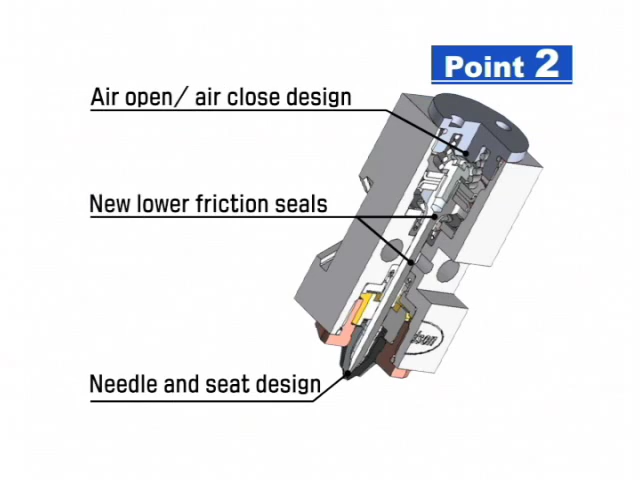 Point 2
Air open/ air close design
New lower friction seals
Needle and seat design